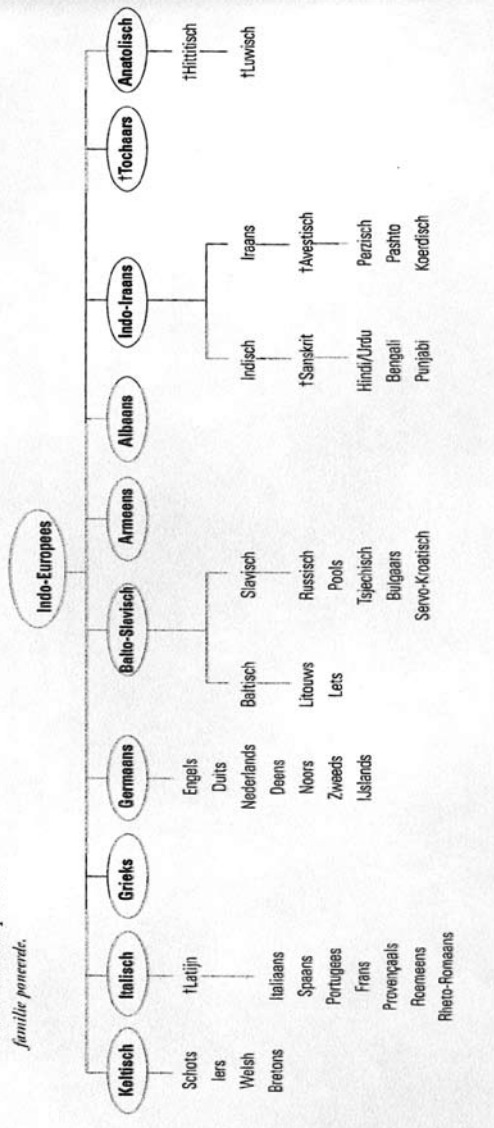 familie poneerde.
Indo-Europees
Keltisch
Italisch
Grieks
Germaans
Balto-Slavisch
Armeens
Albaans
Indo-Iraans
†Tochaars
Anatolisch
Schots
Iers
Welsh
Bretons
†Latijn
Italiaans
Spaans
Portugees
Frans
Provençaals
Roemeens
Rheto-Romaans
Engels
Duits
Nederlands
Deens
Noors
Zweeds
IJslands
Baltisch
Litouws
Lets
Slavisch
Russisch
Pools
Tsjechisch
Bulgaars
Servo-Kroatisch
Indisch
†Sanskrit
Hindi/Urdu
Bengali
Punjabi
Iraans
†Avestisch
Perzisch
Pashto
Koerdisch
†Hittitisch
†Luwisch